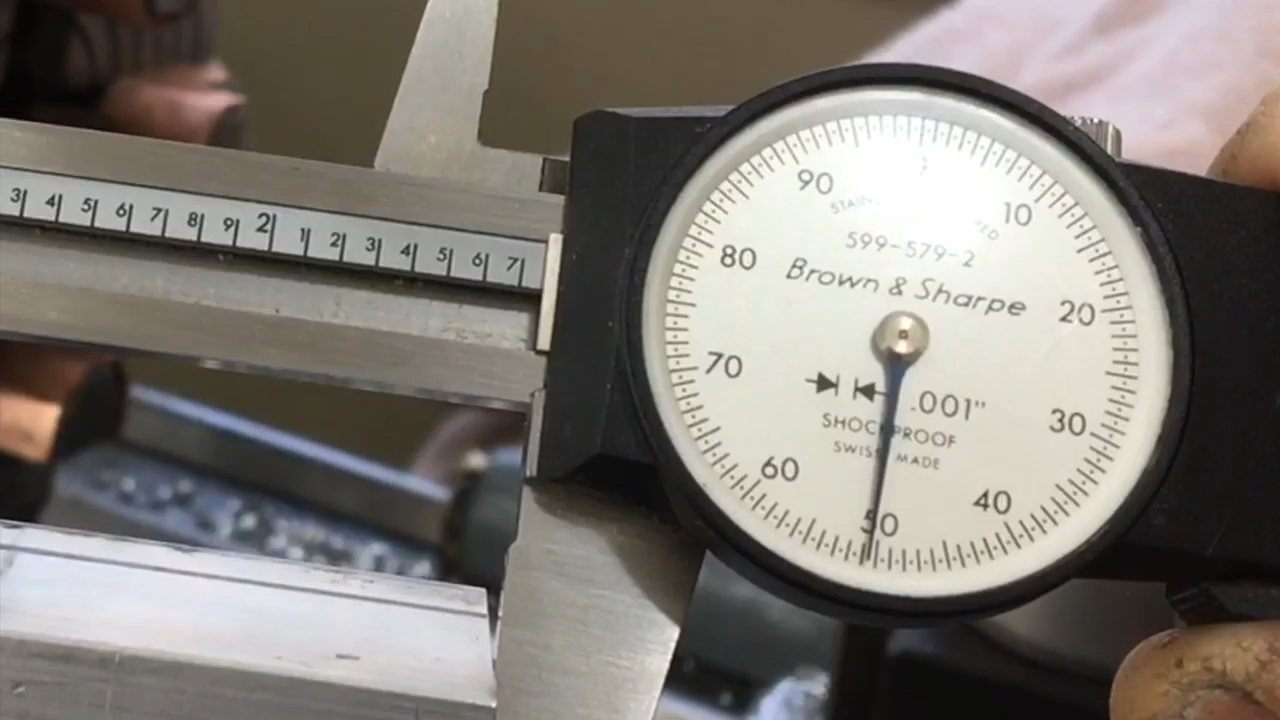 3 4 5 6 7 8 9 2 1 2 3 4 5 6 7
90 10
599-579-2
80 Brown & Sharpe 20
70 .001" 30
SHOCKPROOF
SWISS MADE
60 50 40